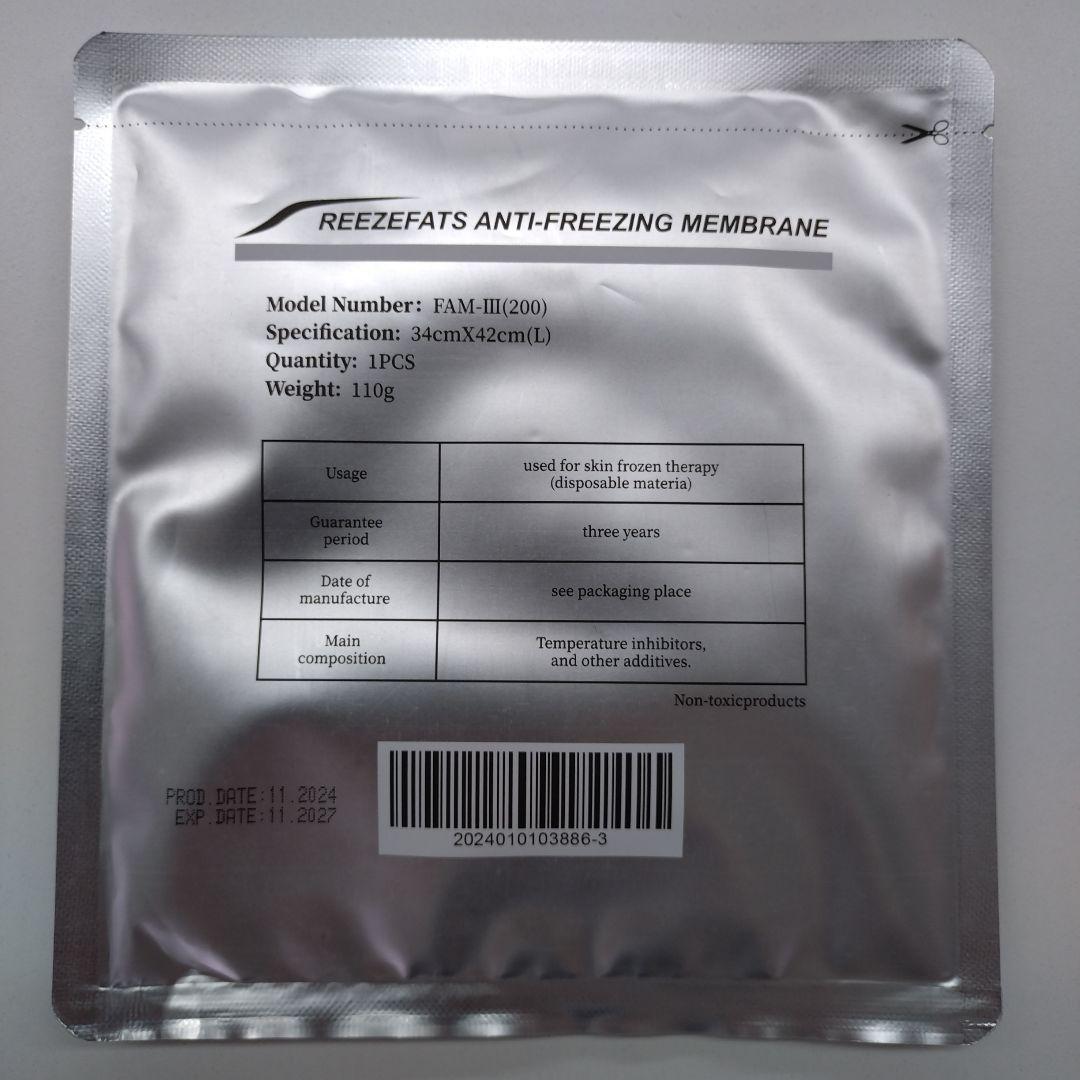 REEZEFATS ANTI-FREEZING MEMBRANE
Model Number: FAM-Ⅲ(200)
Specification: 34cmX42cm(L)
Quantity: 1PCS
Weight: 110g
Usage
used for skin frozen therapy
(disposable materia)
Guarantee
period
three years
Date of
manufacture
see packaging place
Main
composition
Temperature inhibitors,
and other additives.
Non-toxicproducts
PROD.DATE:11.2024
EXP.DATE:11.2027
2024010103886-3